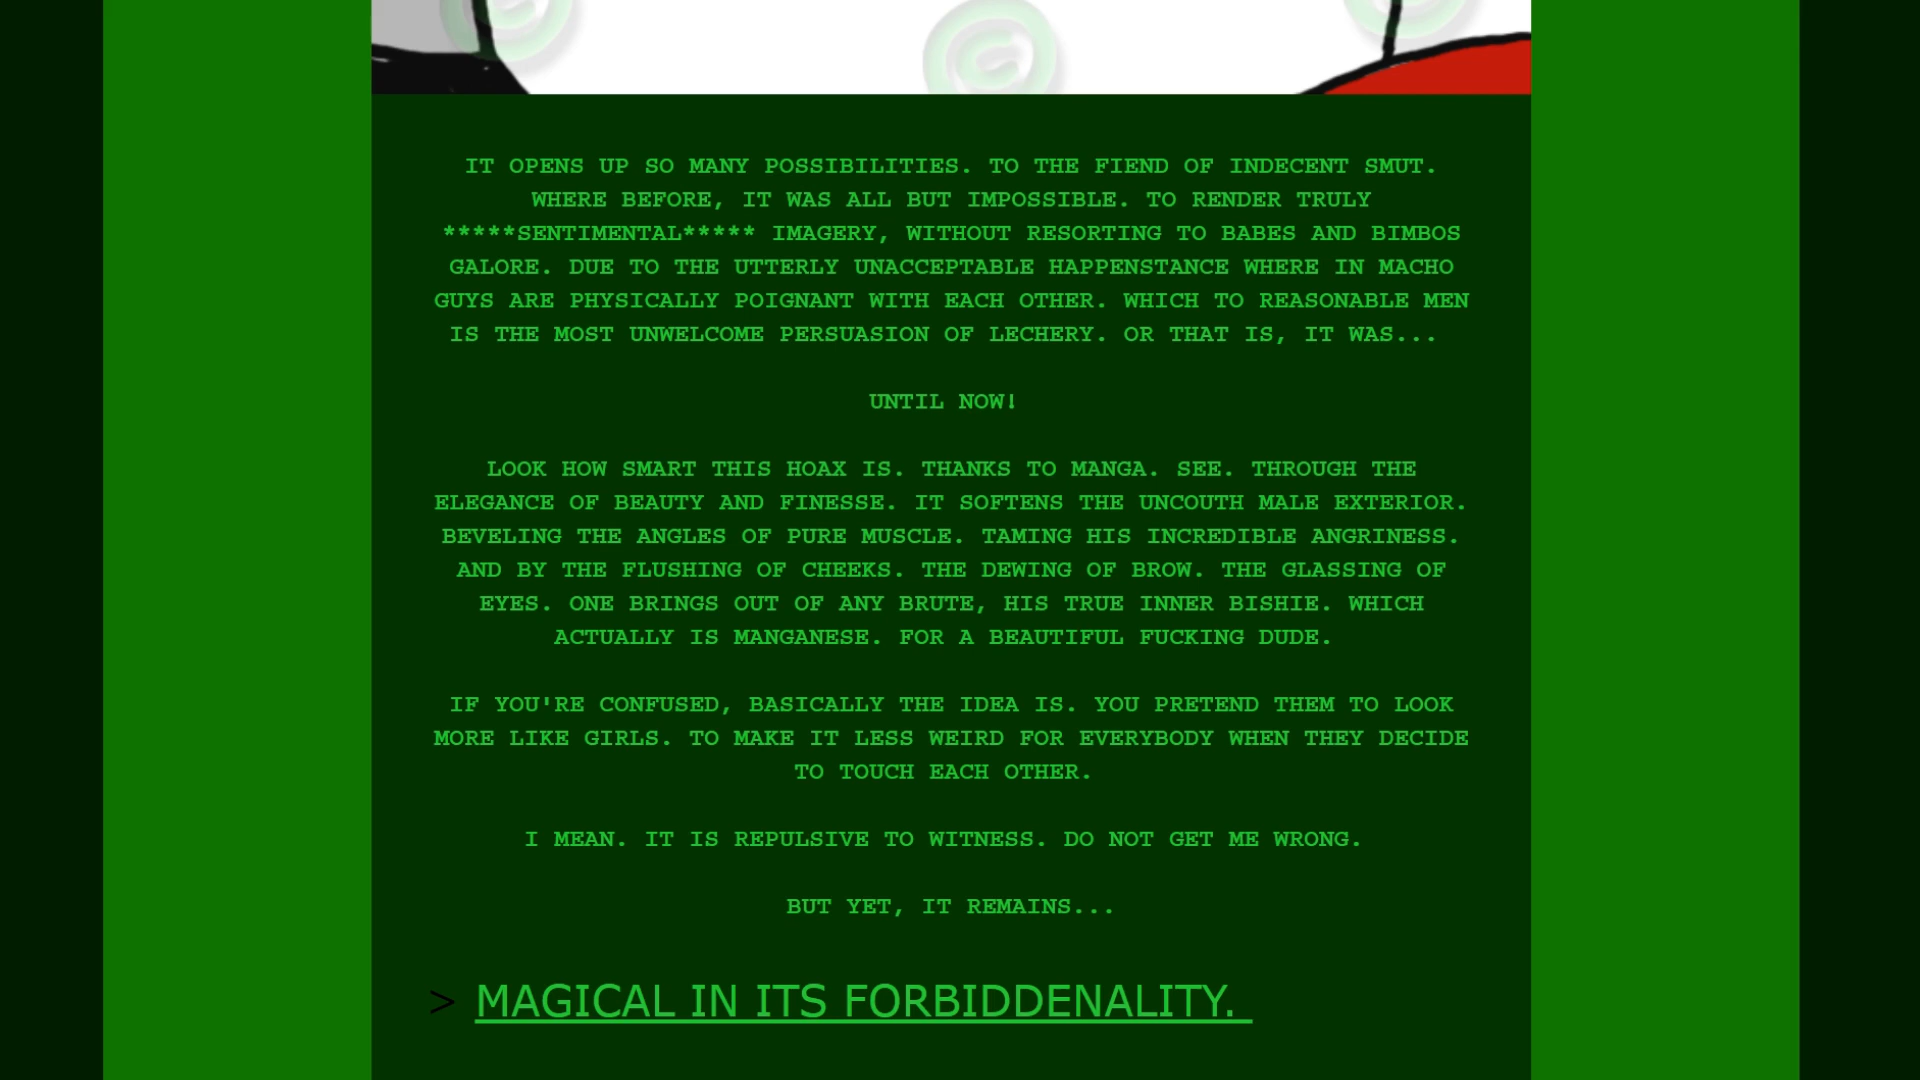 IT OPENS UP SO MANY POSSIBILITIES. TO THE FIEND OF INDECENT SMUT.
WHERE BEFORE, IT WAS ALL BUT IMPOSSIBLE. TO RENDER TRULY
*****SENTIMENTAL***** IMAGERY, WITHOUT RESORTING TO BABES AND BIMBOS
GALORE. DUE TO THE UTTERLY UNACCEPTABLE HAPPENSTANCE WHERE IN MACHO
GUYS ARE PHYSICALLY POIGNANT WITH EACH OTHER. WHICH TO REASONABLE MEN
IS THE MOST UNWELCOME PERSUASION OF LECHERY. OR THAT IS, IT WAS...
UNTIL NOW!
LOOK HOW SMART THIS HOAX IS. THANKS TO MANGA. SEE. THROUGH THE
ELEGANCE OF BEAUTY AND FINESSE. IT SOFTENS THE UNCOUTH MALE EXTERIOR.
BEVELING THE ANGLES OF PURE MUSCLE. TAMING HIS INCREDIBLE ANGRINESS.
AND BY THE FLUSHING OF CHEEKS. THE DEWING OF BROW. THE GLASSING OF
EYES. ONE BRINGS OUT OF ANY BRUTE, HIS TRUE INNER BISHIE. WHICH
ACTUALLY IS MANGANESE. FOR A BEAUTIFUL FUCKING DUDE.
IF YOU'RE CONFUSED, BASICALLY THE IDEA IS. YOU PRETEND THEM TO LOOK
MORE LIKE GIRLS. TO MAKE IT LESS WEIRD FOR EVERYBODY WHEN THEY DECIDE
TO TOUCH EACH OTHER.
I MEAN. IT IS REPULSIVE TO WITNESS. DO NOT GET ME WRONG.
BUT YET, IT REMAINS...
> MAGICAL IN ITS FORBIDDENALITY.